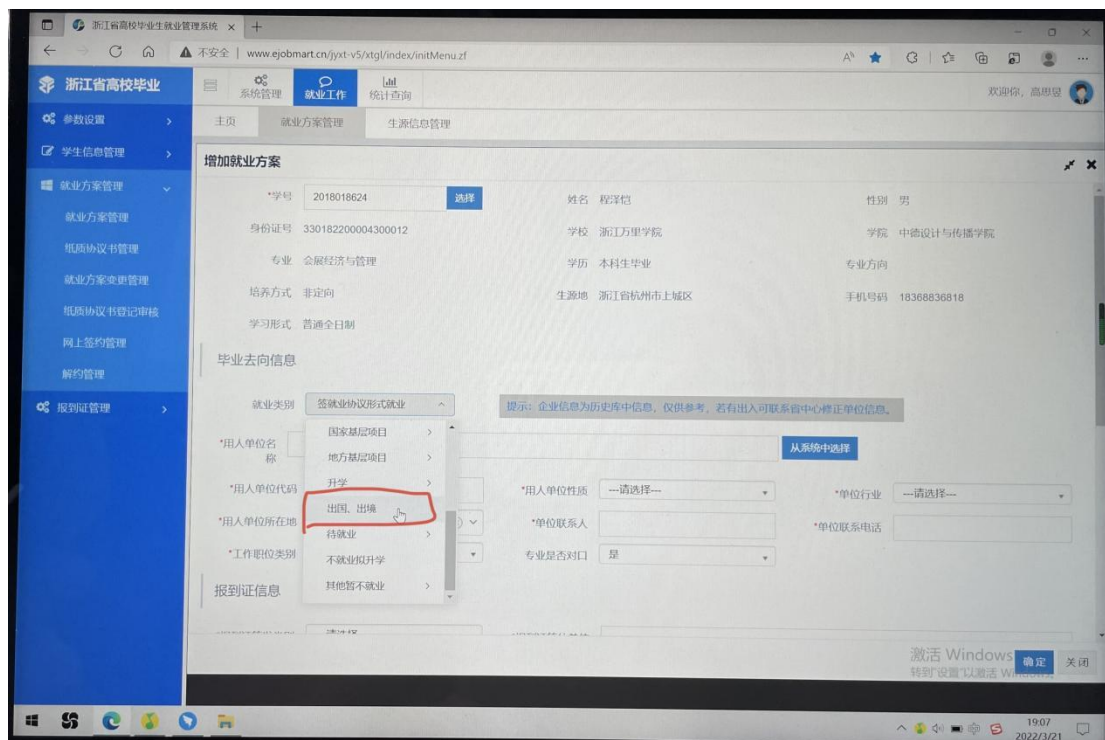 浙江省高校毕业生就业管理系统
不安全 www.ejobmart.cn/jyxt-v5/xtgl/index/initMenu.zf
浙江省高校毕业 系统管理 就业工作 统计查询 欢迎你,
参数设置 主页 就业方案管理 生源信息管理
学生信息管理 增加就业方案
就业方案管理 *学号 2018018624 选择 姓名 程泽恺 性别 男
就业方案管理 身份证号 330182200004300012 学校 浙江万里学院 学院 中德设计与传播学院
纸质协议书管理 专业 会展经济与管理 学历 本科生毕业 专业方向
就业方案变更管理 培养方式 非定向 生源地 浙江省杭州市上城区 手机号码 18368836818
纸质协议书登记审核 学习形式 普通全日制
网上签约管理 毕业去向信息
解约管理
报到证管理 就业类别 签就业协议形式就业 提示:企业信息为历史库中信息,仅供参考,若有出入可联系省中心修正单位信息。
国家基层项目
*用人单位名称 从系统中选择
地方基层项目
*用人单位代码 升学 *用人单位性质 ---请选择--- *单位行业 ---请选择---
*用人单位所在地 出国、出境 *单位联系人 *单位联系电话
待就业
*工作职位类别 不就业拟升学 专业是否对口 是
报到证信息 其他暂不就业
激活 Windows
转到"设置"以激活 确定 关闭
19:07
2022/3/21